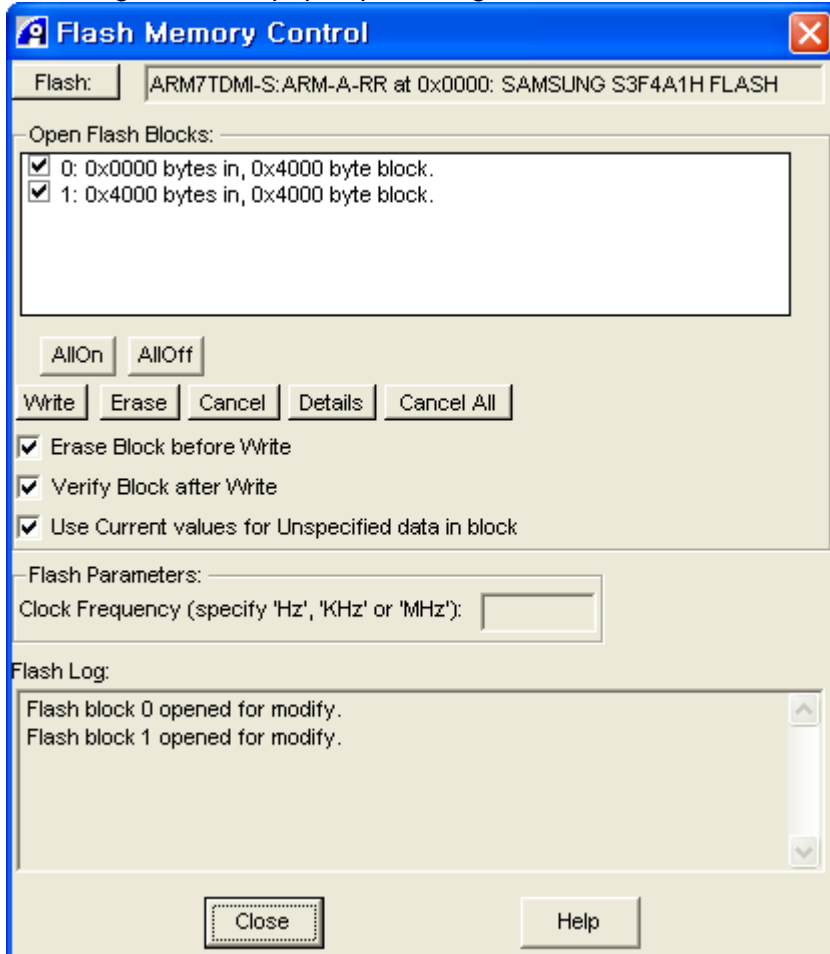 Flash Memory Control
Flash: ARM7TDMI-S:ARM-A-RR at 0x0000: SAMSUNG S3F4A1H FLASH
Open Flash Blocks:
0: 0x0000 bytes in, 0x4000 byte block.
1: 0x4000 bytes in, 0x4000 byte block.
AllOn AllOff
Write Erase Cancel Details Cancel All
Erase Block before Write
Verify Block after Write
Use Current values for Unspecified data in block
Flash Parameters:
Clock Frequency (specify 'Hz', 'KHz' or 'MHz'):
Flash Log:
Flash block 0 opened for modify.
Flash block 1 opened for modify.
Close Help